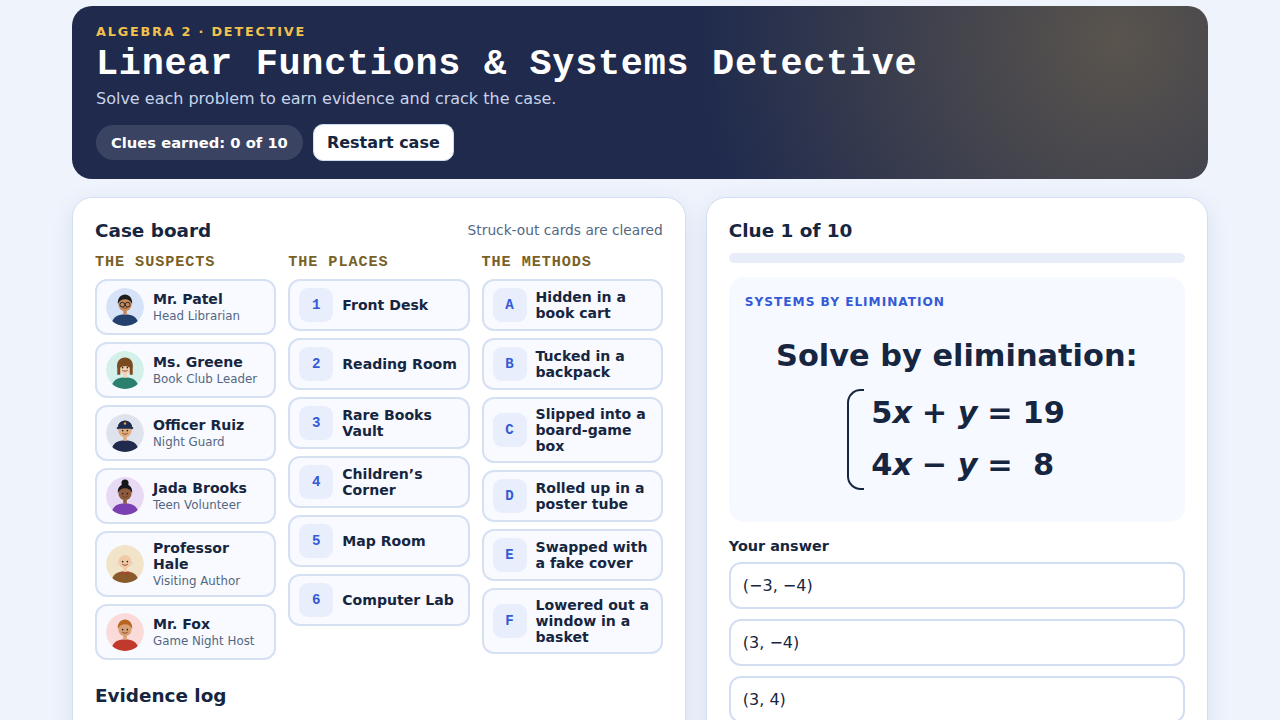 ALGEBRA 2 · DETECTIVE
Linear Functions & Systems Detective
Solve each problem to earn evidence and crack the case.
Clues earned: 0 of 10
Restart case
Case board
Struck-out cards are cleared
THE SUSPECTS
Mr. Patel
Head Librarian
Ms. Greene
Book Club Leader
Officer Ruiz
Night Guard
Jada Brooks
Teen Volunteer
Professor
Hale
Visiting Author
Mr. Fox
Game Night Host
THE PLACES
1 Front Desk
2 Reading Room
3 Rare Books
Vault
4 Children’s
Corner
5 Map Room
6 Computer Lab
THE METHODS
A Hidden in a
book cart
B Tucked in a
backpack
C Slipped into a
board-game
box
D Rolled up in a
poster tube
E Swapped with
a fake cover
F Lowered out a
window in a
basket
Evidence log
Clue 1 of 10
SYSTEMS BY ELIMINATION
Solve by elimination:
5x + y = 19
4x − y = 8
Your answer
(−3, −4)
(3, −4)
(3, 4)